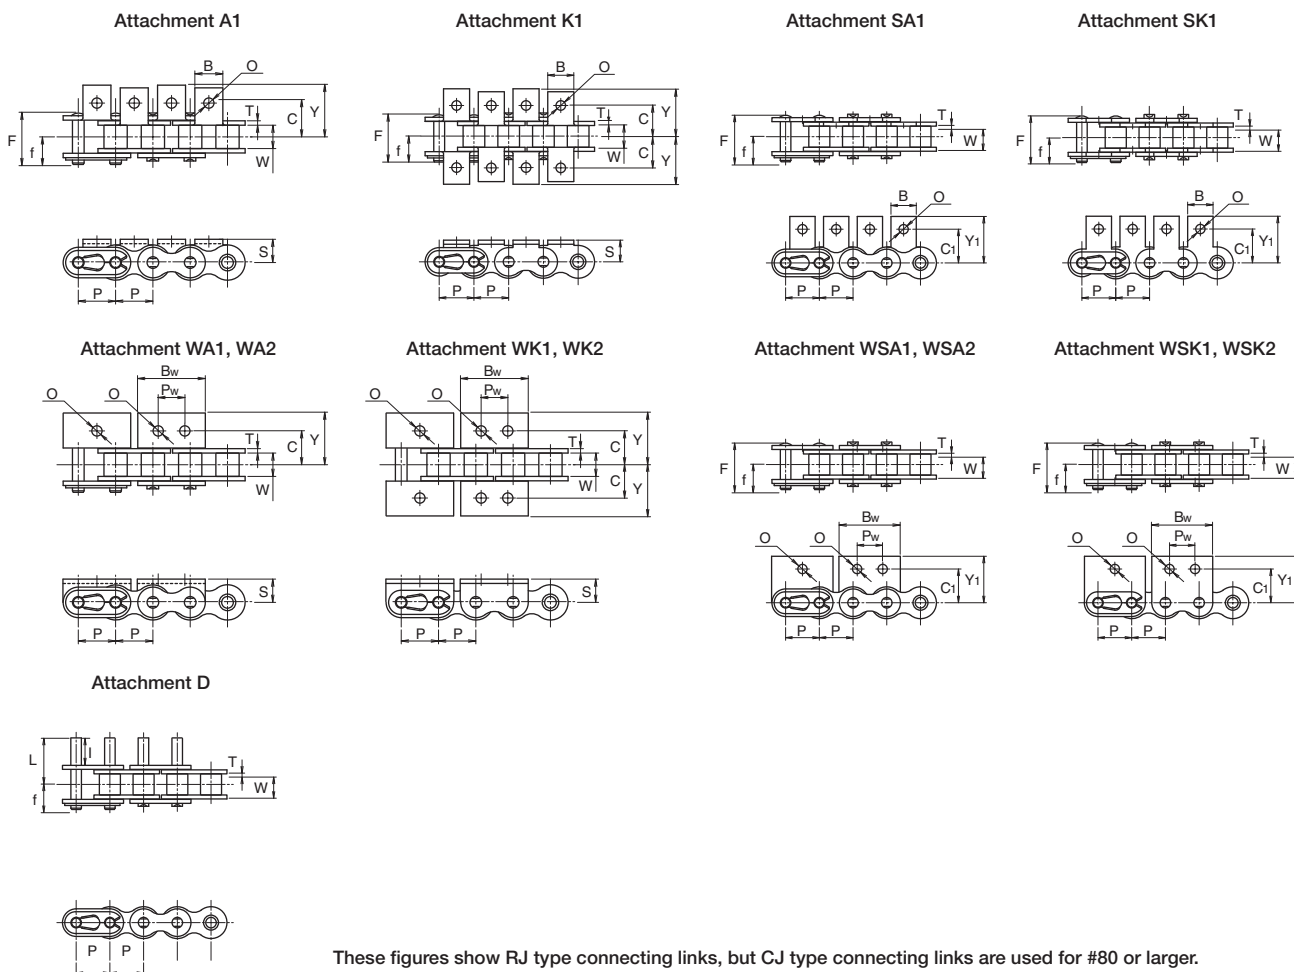 Attachment A1
Attachment K1
Attachment SA1
Attachment SK1
B
O
F
f
T
C
Y
W
S
P
P
B
O
F
f
T
C
Y
W
C
Y
S
P
P
F
f
T
W
B
O
C1
Y1
P
P
F
f
T
W
B
O
C1
Y1
P
P
Attachment WA1, WA2
Attachment WK1, WK2
Attachment WSA1, WSA2
Attachment WSK1, WSK2
Bw
Pw
O
O
T
C
Y
W
S
P
P
Bw
Pw
O
O
T
C
Y
W
C
Y
S
P
P
F
f
T
W
Bw
Pw
O
O
C1
Y1
P
P
F
f
T
W
Bw
Pw
O
O
C1
Y1
P
P
Attachment D
L
l
f
T
W
P
P
These figures show RJ type connecting links, but CJ type connecting links are used for #80 or larger.